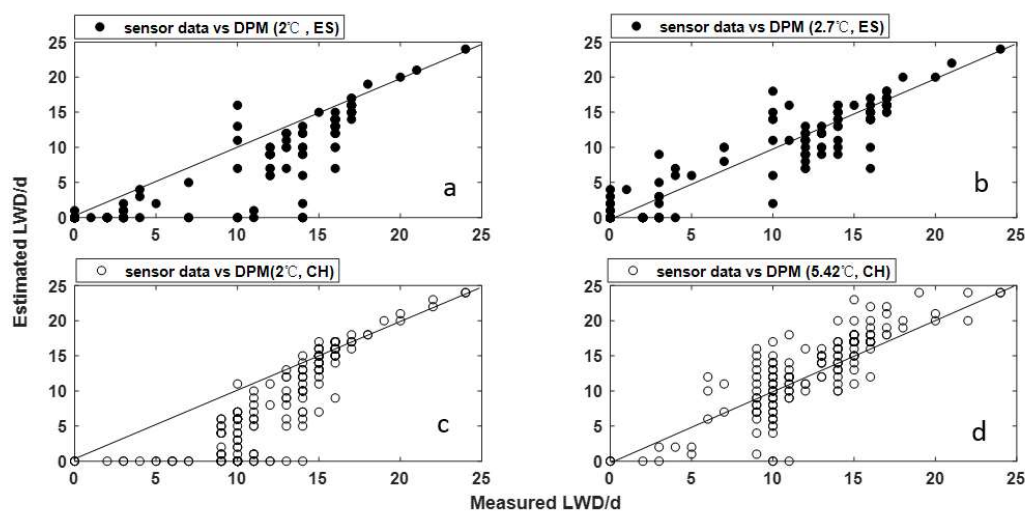 sensor data vs DPM (2℃, ES)
25
20
15
10
5
0
a
0 5 10 15 20 25
sensor data vs DPM (2.7℃, ES)
25
20
15
10
5
0
b
0 5 10 15 20 25
Estimated LWD/d
sensor data vs DPM(2℃, CH)
25
20
15
10
5
0
c
0 5 10 15 20 25
sensor data vs DPM (5.42℃, CH)
25
20
15
10
5
0
d
0 5 10 15 20 25
Measured LWD/d